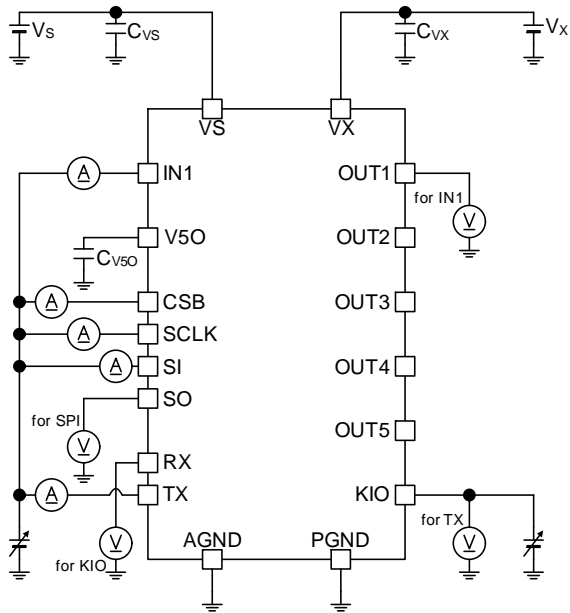 VS
CVS
CVX
VX
VS
VX
A
IN1
OUT1
for IN1
V
V5O
OUT2
CV5O
A
CSB
OUT3
A
SCLK
A
SI
OUT4
SO
for SPI
V
OUT5
RX
A
TX
KIO
for TX
V
for KIO
V
AGND
PGND